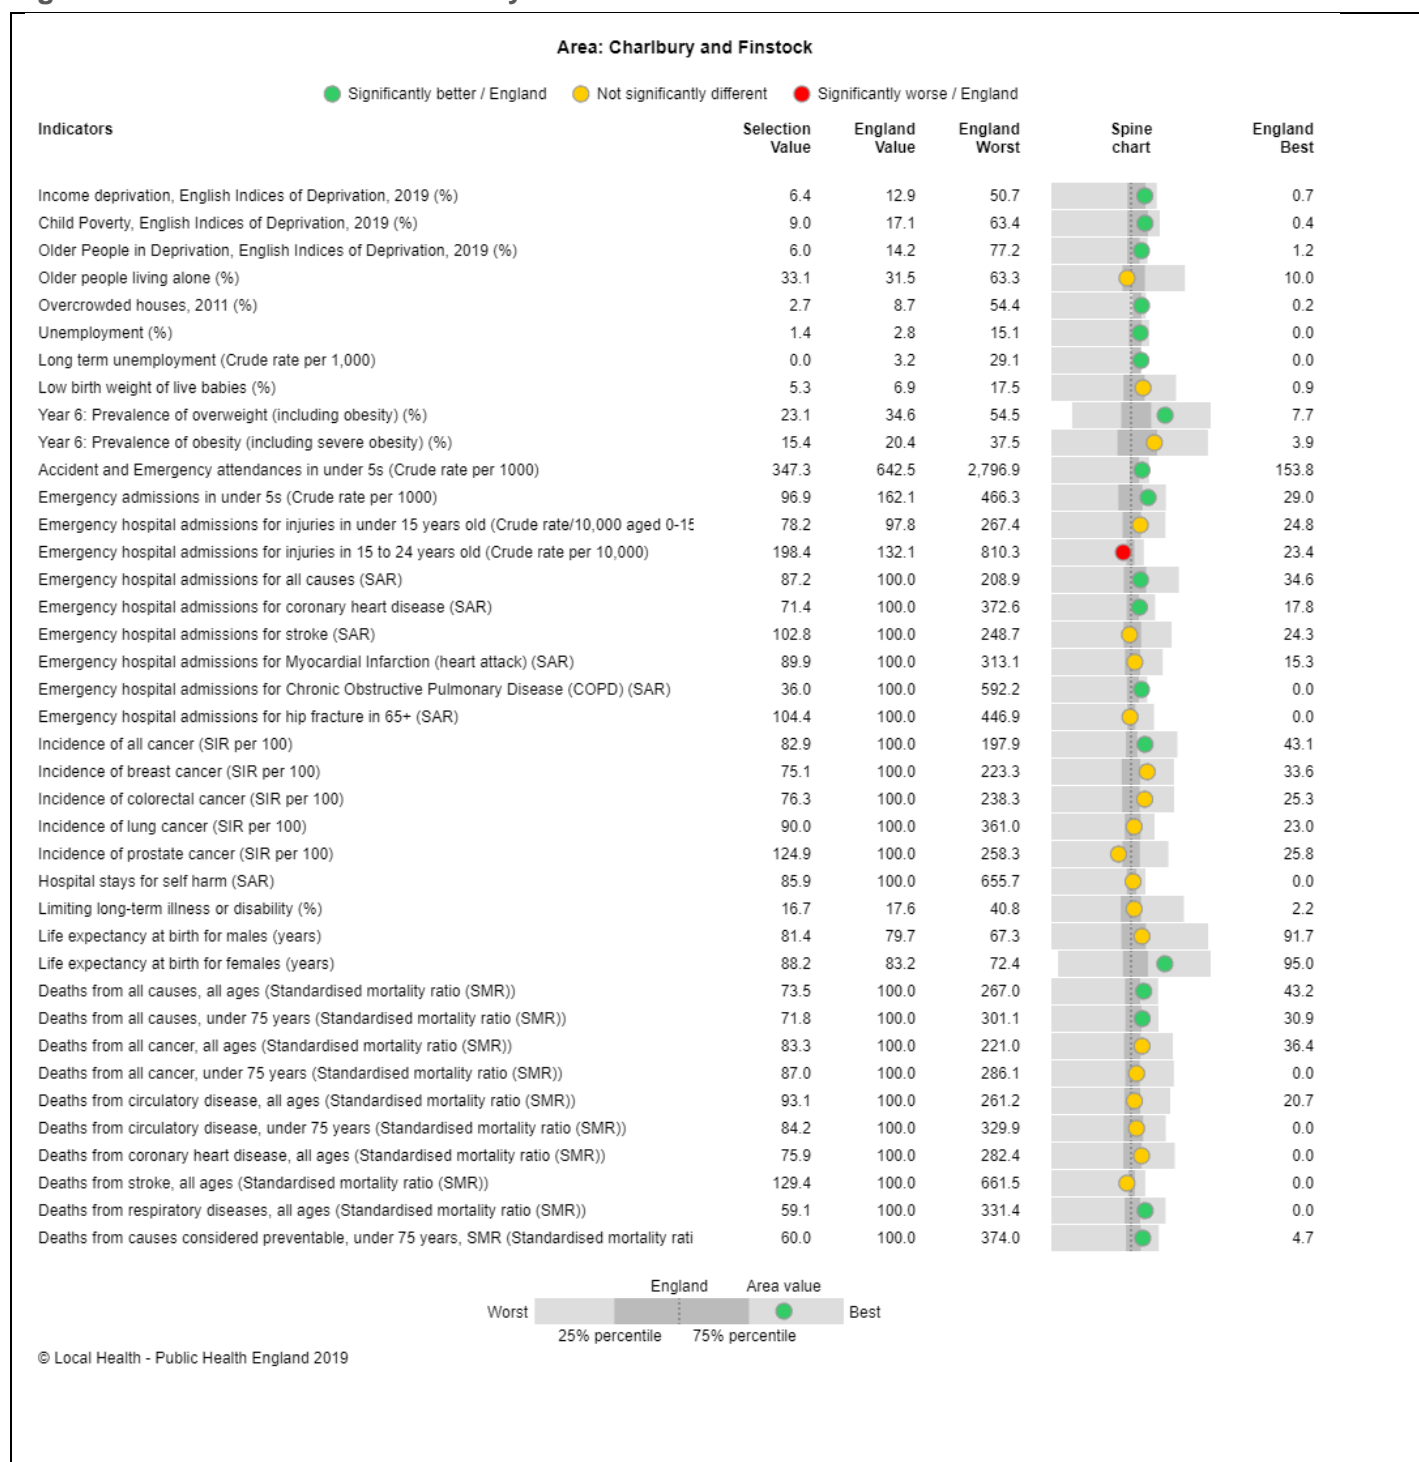 Area: Charlbury and Finstock
Significantly better / England Not significantly different Significantly worse / England
Indicators Selection Value England Value England Worst Spine chart England Best
Income deprivation, English Indices of Deprivation, 2019 (%) 6.4 12.9 50.7 0.7
Child Poverty, English Indices of Deprivation, 2019 (%) 9.0 17.1 63.4 0.4
Older People in Deprivation, English Indices of Deprivation, 2019 (%) 6.0 14.2 77.2 1.2
Older people living alone (%) 33.1 31.5 63.3 10.0
Overcrowded houses, 2011 (%) 2.7 8.7 54.4 0.2
Unemployment (%) 1.4 2.8 15.1 0.0
Long term unemployment (Crude rate per 1,000) 0.0 3.2 29.1 0.0
Low birth weight of live babies (%) 5.3 6.9 17.5 0.9
Year 6: Prevalence of overweight (including obesity) (%) 23.1 34.6 54.5 7.7
Year 6: Prevalence of obesity (including severe obesity) (%) 15.4 20.4 37.5 3.9
Accident and Emergency attendances in under 5s (Crude rate per 1000) 347.3 642.5 2,796.9 153.8
Emergency admissions in under 5s (Crude rate per 1000) 96.9 162.1 466.3 29.0
Emergency hospital admissions for injuries in under 15 years old (Crude rate/10,000 aged 0-15 78.2 97.8 267.4 24.8
Emergency hospital admissions for injuries in 15 to 24 years old (Crude rate per 10,000) 198.4 132.1 810.3 23.4
Emergency hospital admissions for all causes (SAR) 87.2 100.0 208.9 34.6
Emergency hospital admissions for coronary heart disease (SAR) 71.4 100.0 372.6 17.8
Emergency hospital admissions for stroke (SAR) 102.8 100.0 248.7 24.3
Emergency hospital admissions for Myocardial Infarction (heart attack) (SAR) 89.9 100.0 313.1 15.3
Emergency hospital admissions for Chronic Obstructive Pulmonary Disease (COPD) (SAR) 36.0 100.0 592.2 0.0
Emergency hospital admissions for hip fracture in 65+ (SAR) 104.4 100.0 446.9 0.0
Incidence of all cancer (SIR per 100) 82.9 100.0 197.9 43.1
Incidence of breast cancer (SIR per 100) 75.1 100.0 223.3 33.6
Incidence of colorectal cancer (SIR per 100) 76.3 100.0 238.3 25.3
Incidence of lung cancer (SIR per 100) 90.0 100.0 361.0 23.0
Incidence of prostate cancer (SIR per 100) 124.9 100.0 258.3 25.8
Hospital stays for self harm (SAR) 85.9 100.0 655.7 0.0
Limiting long-term illness or disability (%) 16.7 17.6 40.8 2.2
Life expectancy at birth for males (years) 81.4 79.7 67.3 91.7
Life expectancy at birth for females (years) 88.2 83.2 72.4 95.0
Deaths from all causes, all ages (Standardised mortality ratio (SMR)) 73.5 100.0 267.0 43.2
Deaths from all causes, under 75 years (Standardised mortality ratio (SMR)) 71.8 100.0 301.1 30.9
Deaths from all cancer, all ages (Standardised mortality ratio (SMR)) 83.3 100.0 221.0 36.4
Deaths from all cancer, under 75 years (Standardised mortality ratio (SMR)) 87.0 100.0 286.1 0.0
Deaths from circulatory disease, all ages (Standardised mortality ratio (SMR)) 93.1 100.0 261.2 20.7
Deaths from circulatory disease, under 75 years (Standardised mortality ratio (SMR)) 84.2 100.0 329.9 0.0
Deaths from coronary heart disease, all ages (Standardised mortality ratio (SMR)) 75.9 100.0 282.4 0.0
Deaths from stroke, all ages (Standardised mortality ratio (SMR)) 129.4 100.0 661.5 0.0
Deaths from respiratory diseases, all ages (Standardised mortality ratio (SMR)) 59.1 100.0 331.4 0.0
Deaths from causes considered preventable, under 75 years, SMR (Standardised mortality rati 60.0 100.0 374.0 4.7
England Area value
Worst Best
25% percentile 75% percentile
© Local Health - Public Health England 2019